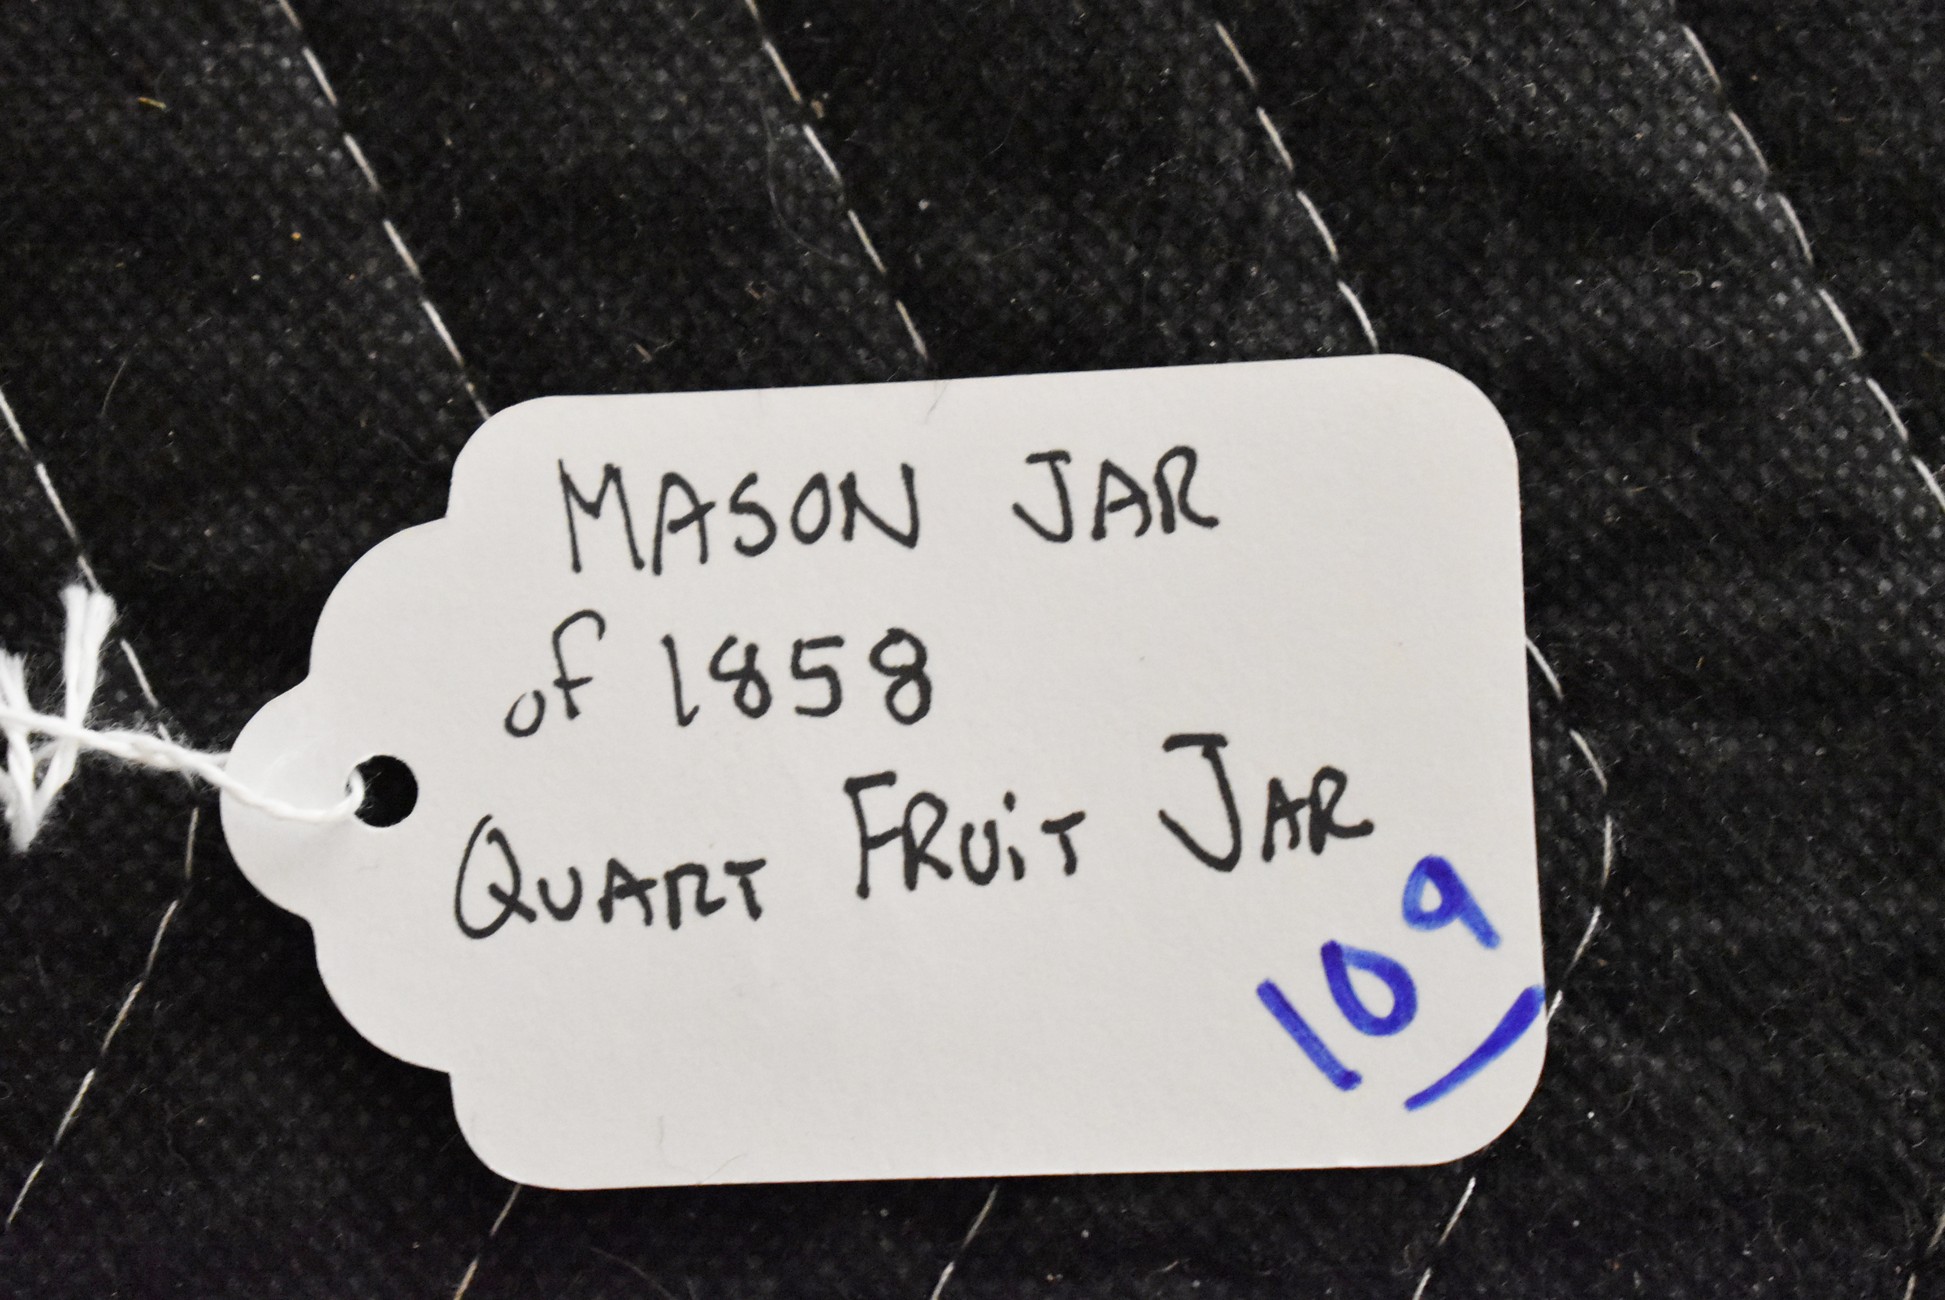 MASON JAR
of 1858
QUART FRUiT JAR
109